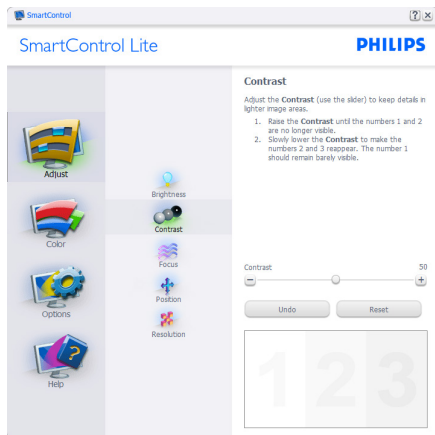 SmartControl
SmartControl Lite
PHILIPS
Adjust
Color
Options
Help
Brightness
Contrast
Focus
Position
Resolution
Contrast
Adjust the Contrast (use the slider) to keep details in
lighter image areas.
1. Raise the Contrast until the numbers 1 and 2
are no longer visible.
2. Slowly lower the Contrast to make the
numbers 2 and 3 reappear. The number 1
should remain barely visible.
Contrast 50
Undo Reset
1 2 3